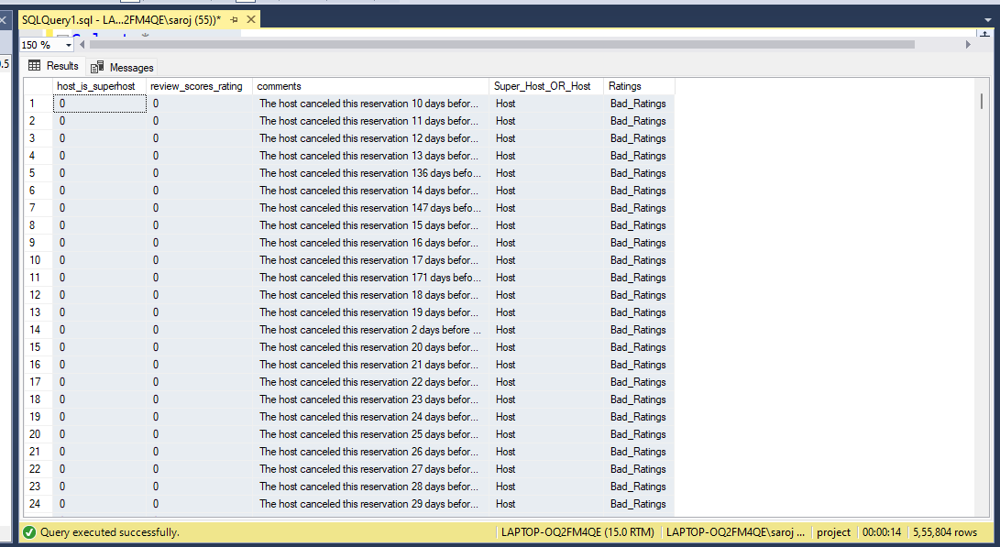 SQLQuery1.sql - LA...2FM4QE\saroj (55))*
150 %
0.5
Results Messages
host_is_superhost review_scores_rating comments Super_Host_OR_Host Ratings
1 0 0 The host canceled this reservation 10 days befor... Host Bad_Ratings
2 0 0 The host canceled this reservation 11 days befor... Host Bad_Ratings
3 0 0 The host canceled this reservation 12 days befor... Host Bad_Ratings
4 0 0 The host canceled this reservation 13 days befor... Host Bad_Ratings
5 0 0 The host canceled this reservation 136 days befo... Host Bad_Ratings
6 0 0 The host canceled this reservation 14 days befor... Host Bad_Ratings
7 0 0 The host canceled this reservation 147 days befo... Host Bad_Ratings
8 0 0 The host canceled this reservation 15 days befor... Host Bad_Ratings
9 0 0 The host canceled this reservation 16 days befor... Host Bad_Ratings
10 0 0 The host canceled this reservation 17 days befor... Host Bad_Ratings
11 0 0 The host canceled this reservation 171 days befo... Host Bad_Ratings
12 0 0 The host canceled this reservation 18 days befor... Host Bad_Ratings
13 0 0 The host canceled this reservation 19 days befor... Host Bad_Ratings
14 0 0 The host canceled this reservation 2 days before ... Host Bad_Ratings
15 0 0 The host canceled this reservation 20 days befor... Host Bad_Ratings
16 0 0 The host canceled this reservation 21 days befor... Host Bad_Ratings
17 0 0 The host canceled this reservation 22 days befor... Host Bad_Ratings
18 0 0 The host canceled this reservation 23 days befor... Host Bad_Ratings
19 0 0 The host canceled this reservation 24 days befor... Host Bad_Ratings
20 0 0 The host canceled this reservation 25 days befor... Host Bad_Ratings
21 0 0 The host canceled this reservation 26 days befor... Host Bad_Ratings
22 0 0 The host canceled this reservation 27 days befor... Host Bad_Ratings
23 0 0 The host canceled this reservation 28 days befor... Host Bad_Ratings
24 0 0 The host canceled this reservation 29 days befor... Host Bad_Ratings
Query executed successfully. LAPTOP-OQ2FM4QE (15.0 RTM) LAPTOP-OQ2FM4QE\saroj ... project 00:00:14 5,55,804 rows